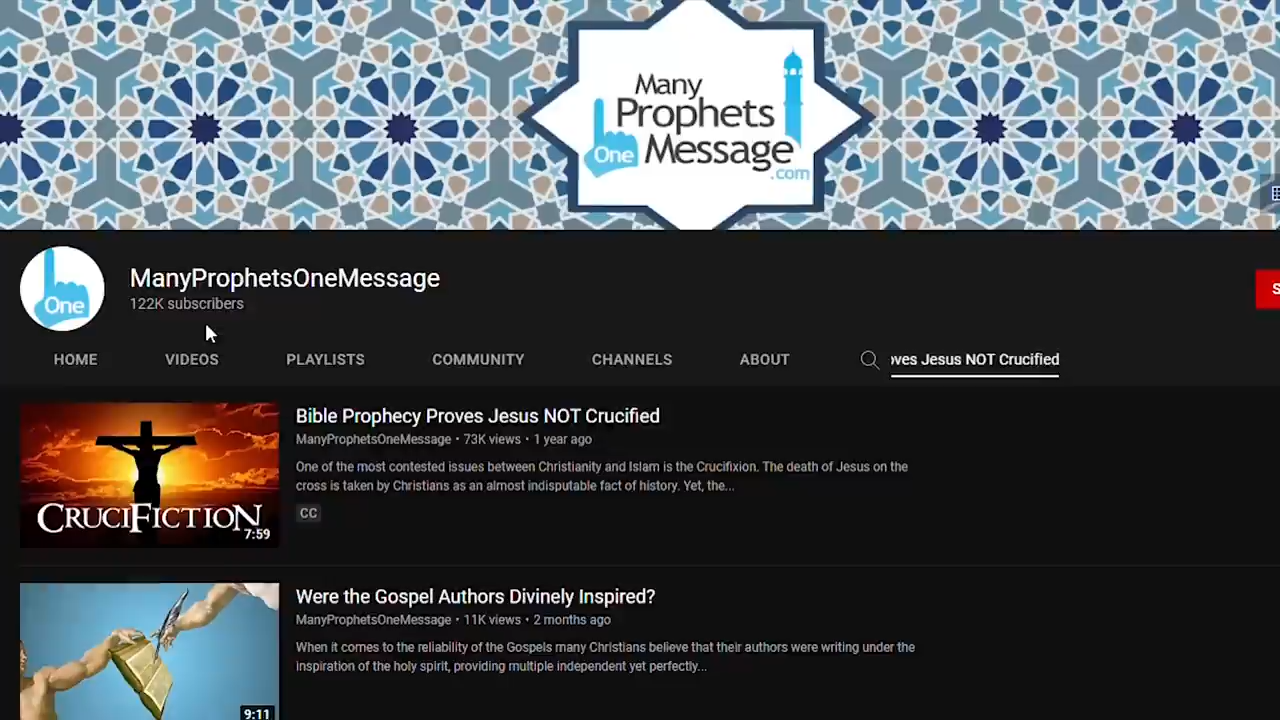 Many
Prophets
One Message
.com
One
ManyProphetsOneMessage
122K subscribers
HOME VIDEOS PLAYLISTS COMMUNITY CHANNELS ABOUT ves Jesus NOT Crucified
CRUCIFICTION
7:59
Bible Prophecy Proves Jesus NOT Crucified
ManyProphetsOneMessage • 73K views • 1 year ago
One of the most contested issues between Christianity and Islam is the Crucifixion. The death of Jesus on the
cross is taken by Christians as an almost indisputable fact of history. Yet, the...
CC
9:11
Were the Gospel Authors Divinely Inspired?
ManyProphetsOneMessage • 11K views • 2 months ago
When it comes to the reliability of the Gospels many Christians believe that their authors were writing under the
inspiration of the holy spirit, providing multiple independent yet perfectly...